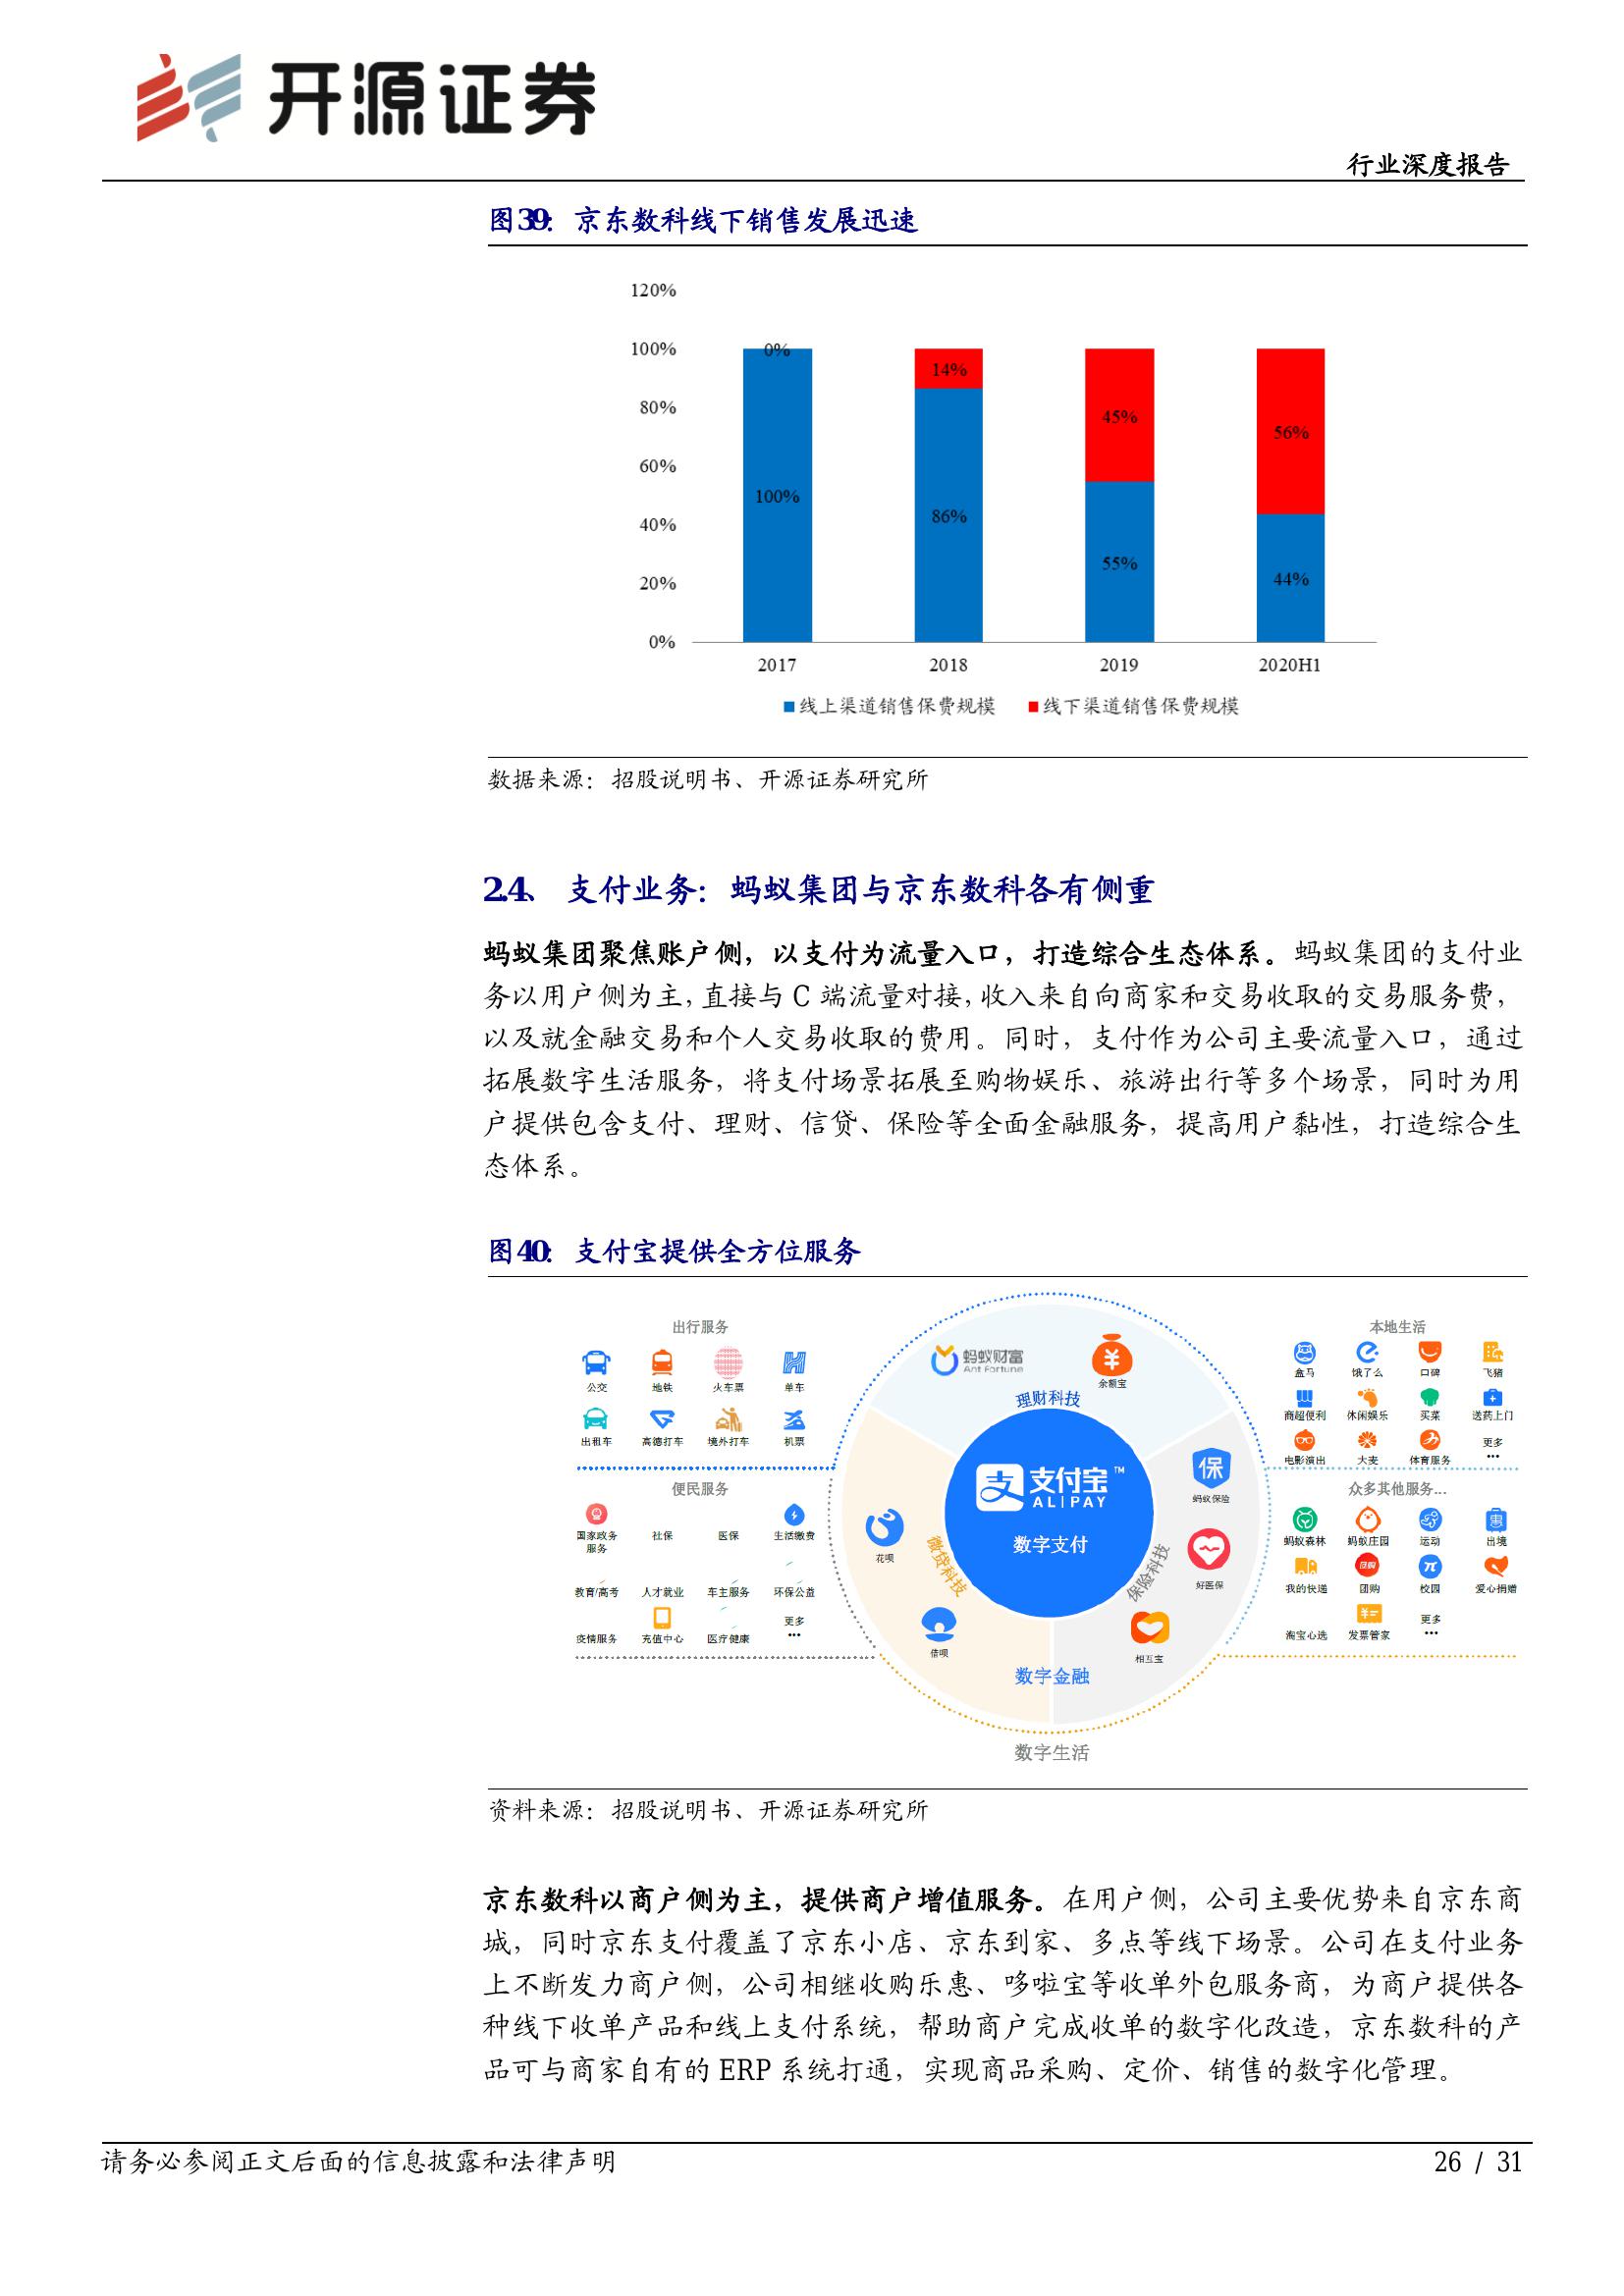 开源证券
行业深度报告
图39：京东数科线下销售发展迅速
120%
100%
80%
60%
40%
20%
0%
0%
100%
14%
86%
45%
55%
56%
44%
2017
2018
2019
2020H1
线上渠道销售保费规模
线下渠道销售保费规模
数据来源：招股说明书、开源证券研究所
2.4、 支付业务：蚂蚁集团与京东数科各有侧重
蚂蚁集团聚焦账户侧，以支付为流量入口，打造综合生态体系。蚂蚁集团的支付业
务以用户侧为主，直接与 C 端流量对接，收入来自向商家和交易收取的交易服务费，
以及就金融交易和个人交易收取的费用。同时，支付作为公司主要流量入口，通过
拓展数字生活服务，将支付场景拓展至购物娱乐、旅游出行等多个场景，同时为用
户提供包含支付、理财、信贷、保险等全面金融服务，提高用户黏性，打造综合生
态体系。
图40：支付宝提供全方位服务
出行服务
公交 地铁 火车票 单车
出租车 高德打车 境外打车 机票
便民服务
国家政务服务 社保 医保 生活缴费
教育/高考 人才就业 车主服务 环保公益
疫情服务 充值中心 医疗健康 更多
•••
蚂蚁财富
Ant Fortune
余额宝
理财科技
支 支付宝™
ALIPAY
数字支付
花呗
借呗
微贷科技
保
蚂蚁保险
好医保
相互宝
保险科技
数字金融
数字生活
本地生活
盒马 饿了么 口碑 飞猪
商超便利 休闲娱乐 买菜 送药上门
电影演出 大麦 体育服务 更多
•••
众多其他服务...
蚂蚁森林 蚂蚁庄园 运动 出境
我的快递 团购 校园 爱心捐赠
淘宝心选 发票管家 更多
•••
资料来源：招股说明书、开源证券研究所
京东数科以商户侧为主，提供商户增值服务。在用户侧，公司主要优势来自京东商
城，同时京东支付覆盖了京东小店、京东到家、多点等线下场景。公司在支付业务
上不断发力商户侧，公司相继收购乐惠、哆啦宝等收单外包服务商，为商户提供各
种线下收单产品和线上支付系统，帮助商户完成收单的数字化改造，京东数科的产
品可与商家自有的 ERP 系统打通，实现商品采购、定价、销售的数字化管理。
请务必参阅正文后面的信息披露和法律声明
26 / 31